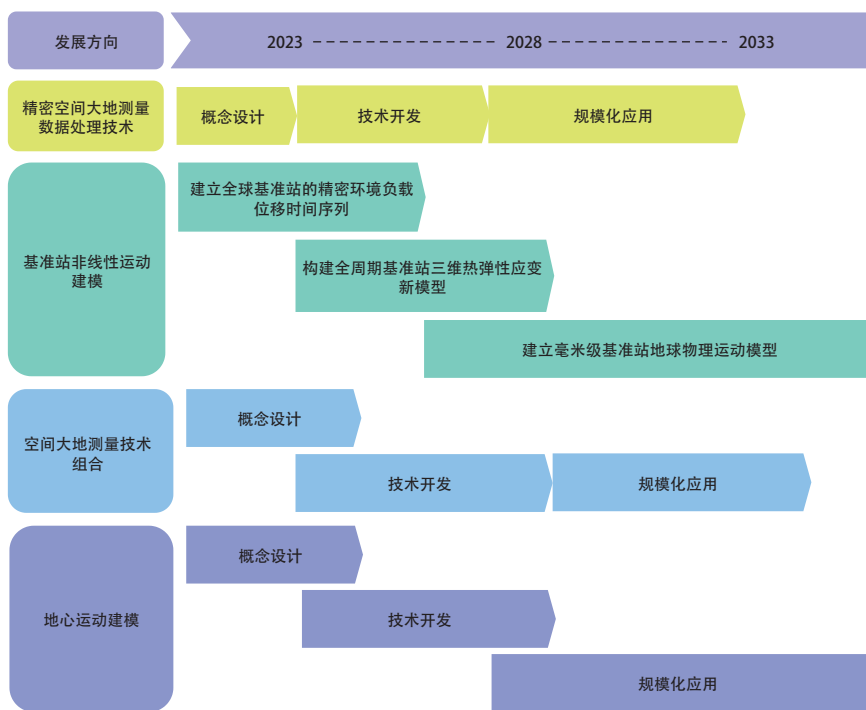 发展方向
2023 2028 2033
精密空间大地测量
数据处理技术
概念设计
技术开发
规模化应用
基准站非线性运动
建模
建立全球基准站的精密环境负载
位移时间序列
构建全周期基准站三维热弹性应变
新模型
建立毫米级基准站地球物理运动模型
空间大地测量技术
组合
概念设计
技术开发
规模化应用
地心运动建模
概念设计
技术开发
规模化应用